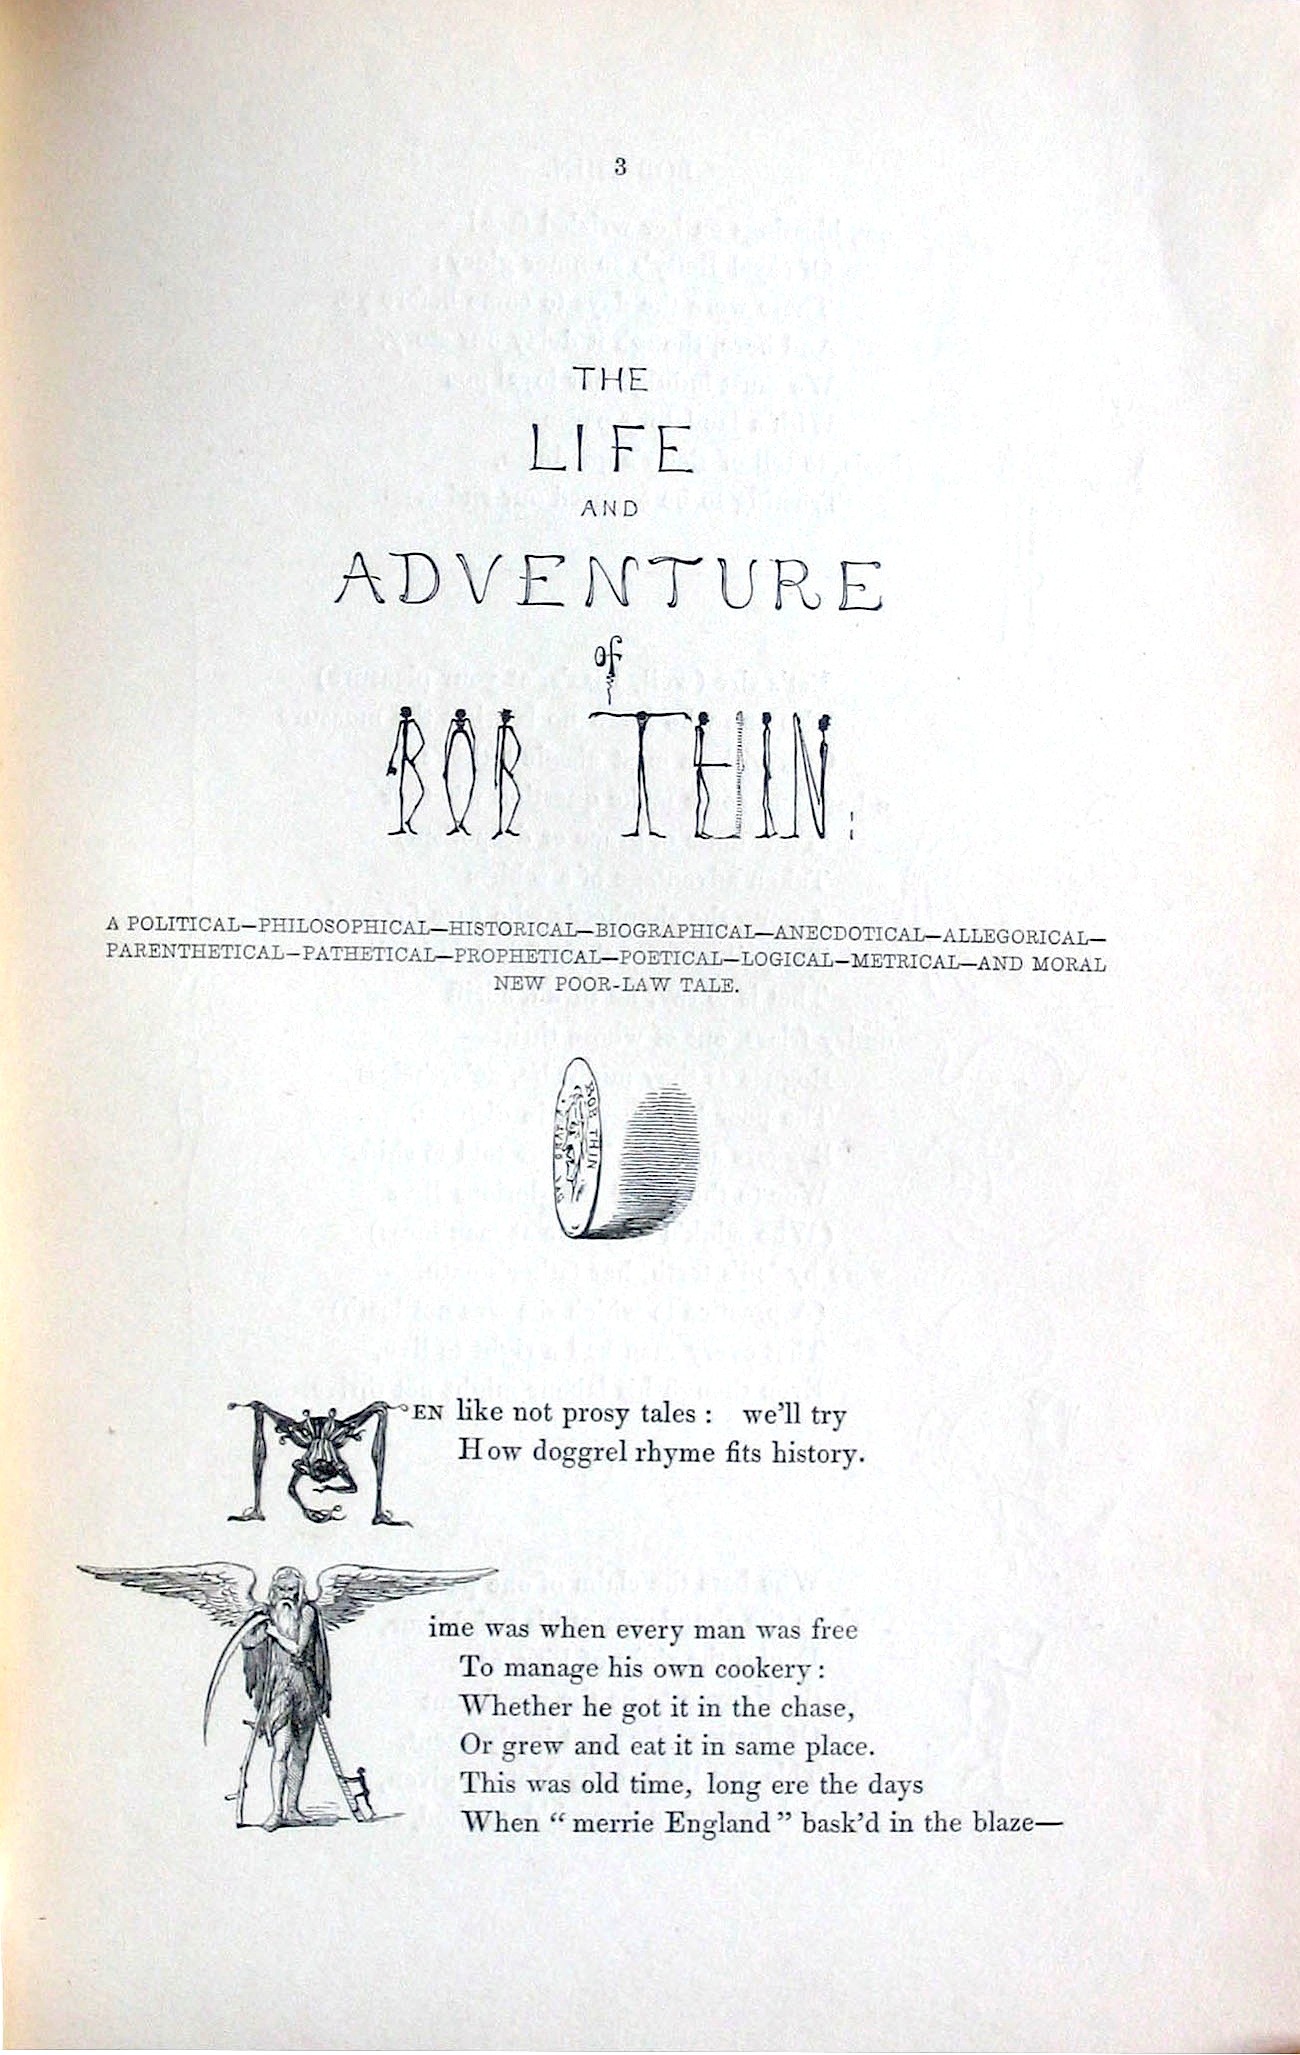 3
THE
LIFE
AND
ADVENTURE
of
BOB THIN;
A POLITICAL—PHILOSOPHICAL—HISTORICAL—BIOGRAPHICAL—ANECDOTICAL—ALLEGORICAL—
PARENTHETICAL—PATHETICAL—PROPHETICAL—POETICAL—LOGICAL—METRICAL—AND MORAL
NEW POOR-LAW TALE.
BOB THIN
MEN like not prosy tales : we'll try
How doggrel rhyme fits history.
Time was when every man was free
To manage his own cookery :
Whether he got it in the chase,
Or grew and eat it in same place.
This was old time, long ere the days
When “ merrie England ” bask'd in the blaze—